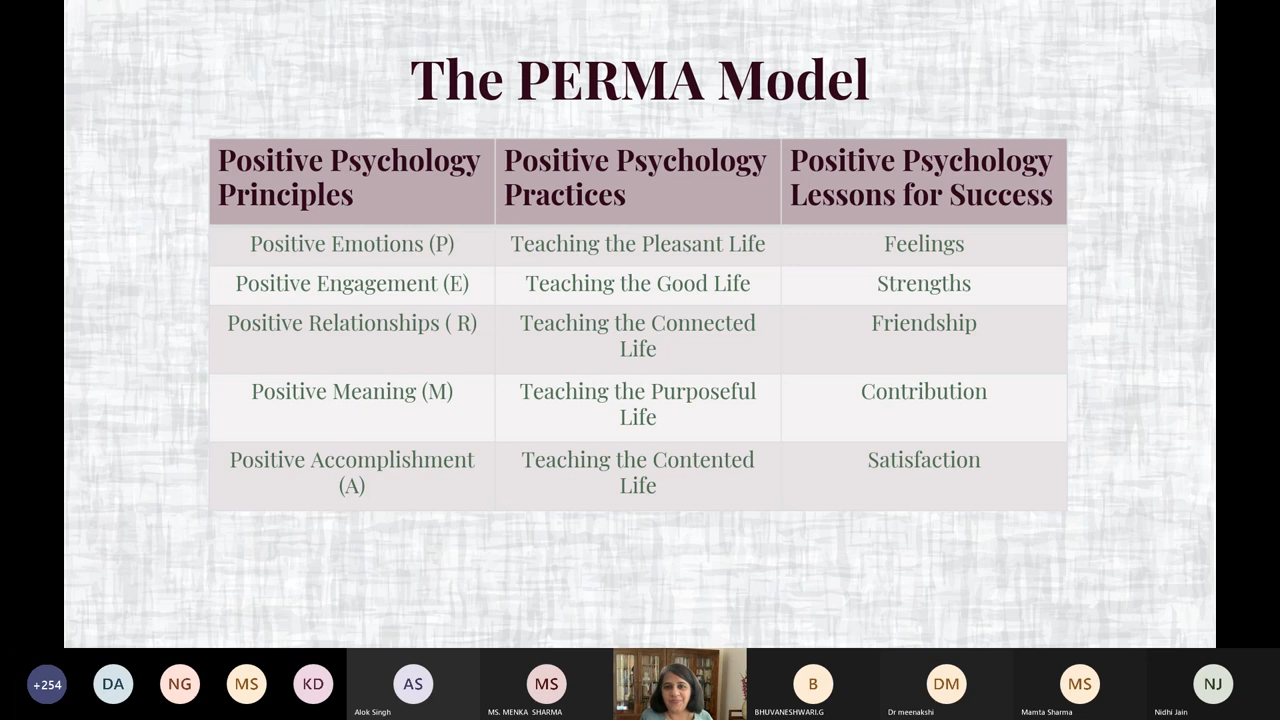 The PERMA Model
Positive Psychology
Principles
Positive Psychology
Practices
Positive Psychology
Lessons for Success
Positive Emotions (P)
Teaching the Pleasant Life
Feelings
Positive Engagement (E)
Teaching the Good Life
Strengths
Positive Relationships ( R)
Teaching the Connected
Life
Friendship
Positive Meaning (M)
Teaching the Purposeful
Life
Contribution
Positive Accomplishment
(A)
Teaching the Contented
Life
Satisfaction
+254
DA
NG
MS
KD
AS
Alok Singh
MS
MS. MENKA SHARMA
B
BHUVANESHWARI.G
DM
Dr meenakshi
MS
Mamta Sharma
NJ
Nidhi Jain